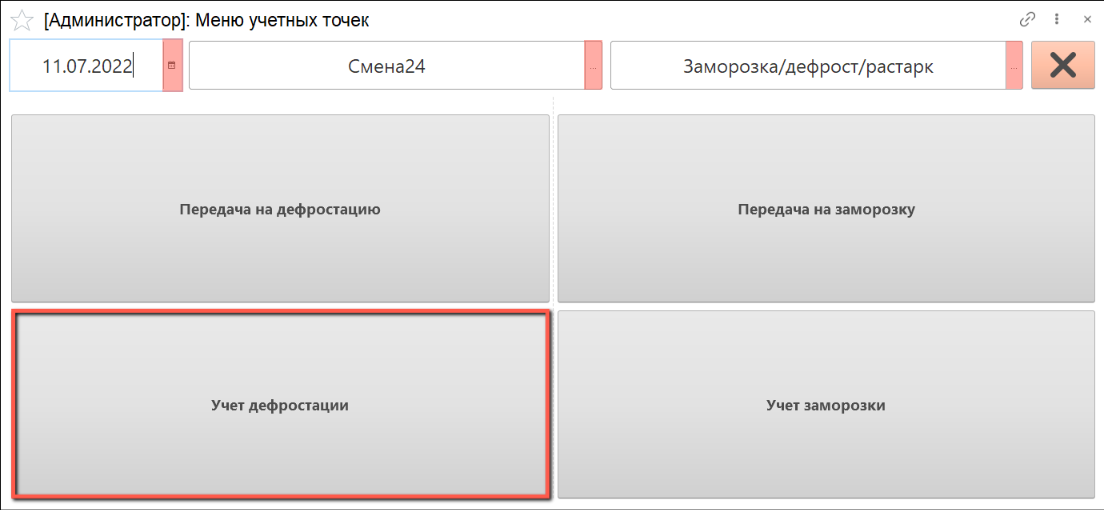 [Администратор]: Меню учетных точек
11.07.2022 Смена24 ... Заморозка/дефрост/растарк ...
Передача на дефростацию Передача на заморозку
Учет дефростации Учет заморозки